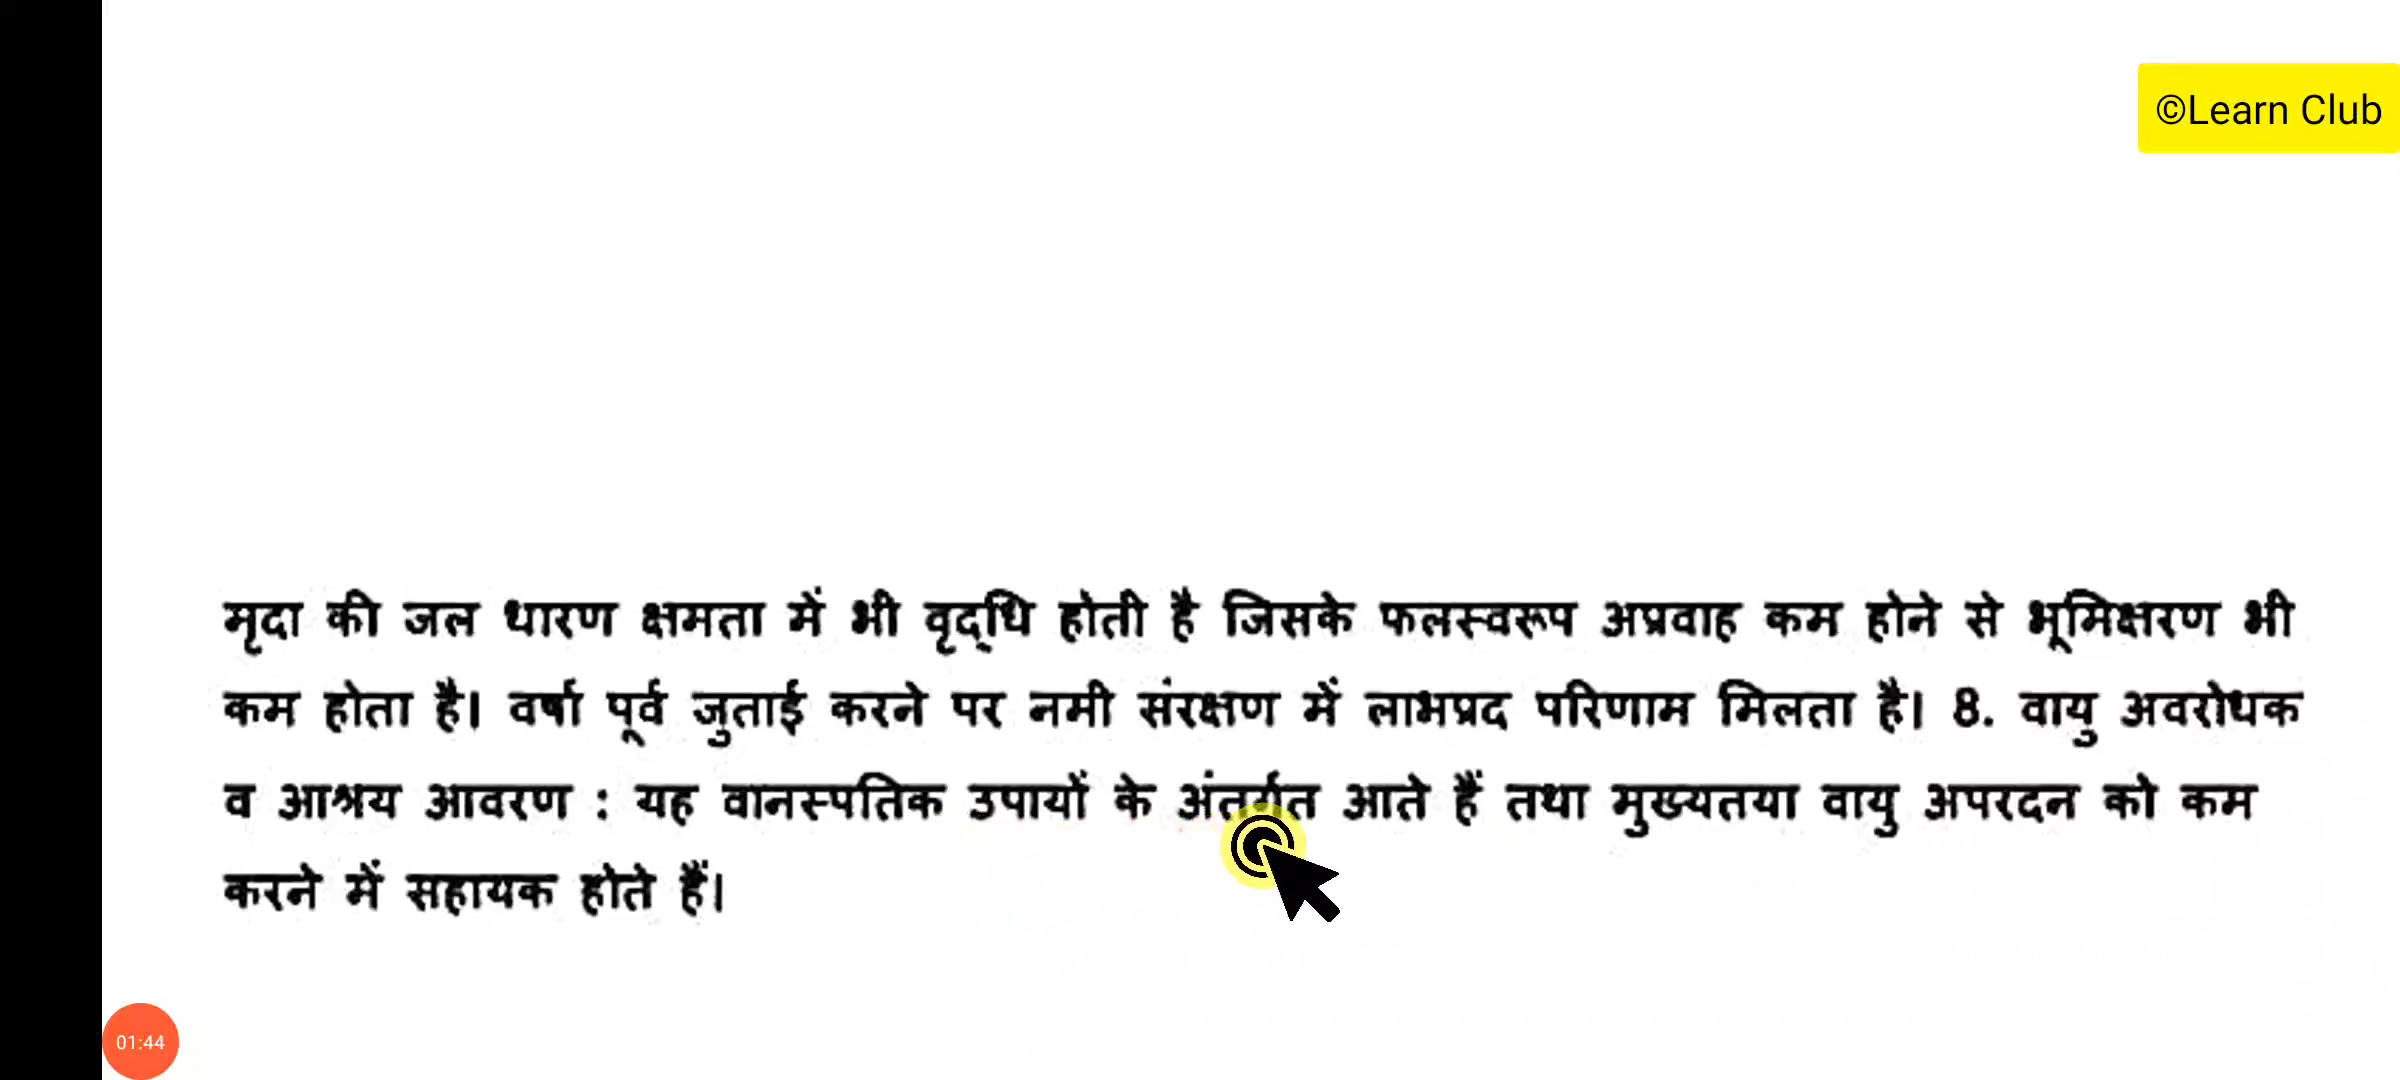 ©Learn Club
मृदा की जल धारण क्षमता में भी वृद्धि होती है जिसके फलस्वरूप अप्रवाह कम होने से भूमिक्षरण भी
कम होता है। वर्षा पूर्व जुताई करने पर नमी संरक्षण में लाभप्रद परिणाम मिलता है। 8. वायु अवरोधक
व आश्रय आवरण : यह वानस्पतिक उपायों के अंतर्गत आते हैं तथा मुख्यतया वायु अपरदन को कम
करने में सहायक होते हैं।
01:44